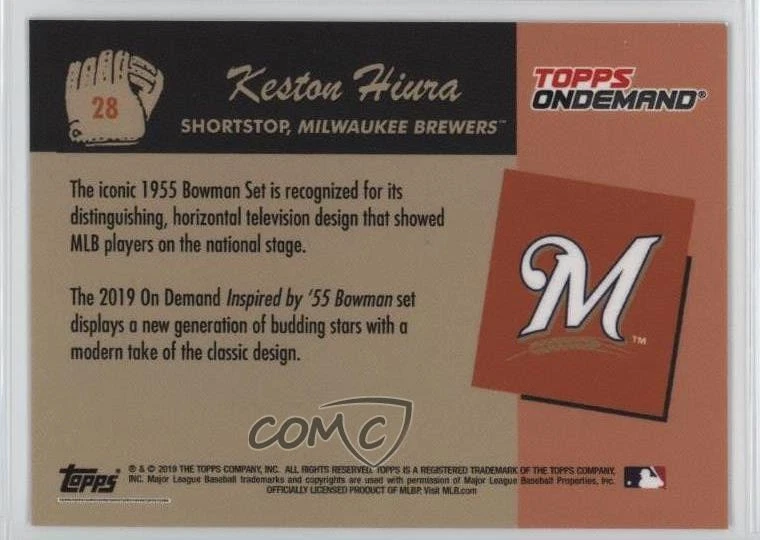 28
Keston Hiura
SHORTSTOP, MILWAUKEE BREWERS™
TOPPS
ONDEMAND®
The iconic 1955 Bowman Set is recognized for its
distinguishing, horizontal television design that showed
MLB players on the national stage.
The 2019 On Demand Inspired by '55 Bowman set
displays a new generation of budding stars with a
modern take of the classic design.
M™
COMC
Topps®
® & © 2019 THE TOPPS COMPANY, INC. ALL RIGHTS RESERVED. TOPPS IS A REGISTERED TRADEMARK OF THE TOPPS COMPANY,
INC. Major League Baseball trademarks and copyrights are used with permission of Major League Baseball Properties, Inc.
OFFICIALLY LICENSED PRODUCT OF MLBP. Visit MLB.com